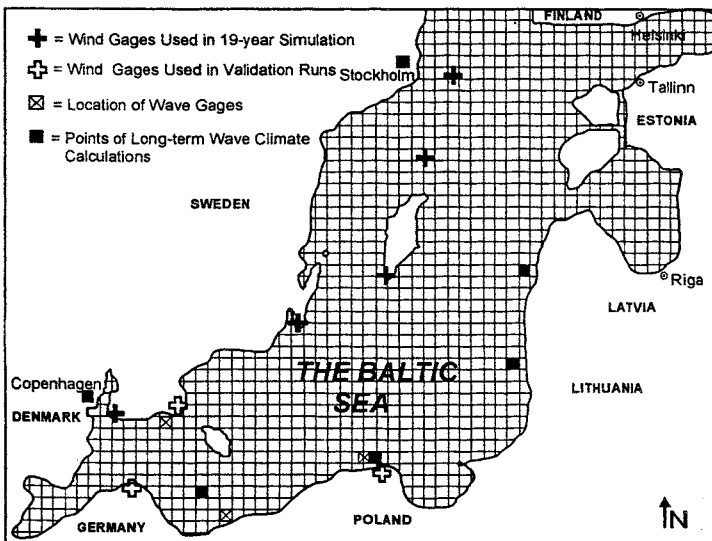 = Wind Gages Used in 19-year Simulation
= Wind Gages Used in Validation Runs
= Location of Wave Gages
= Points of Long-term Wave Climate
Calculations
FINLAND
Helsinki
Stockholm
Tallinn
ESTONIA
SWEDEN
Riga
LATVIA
THE BALTIC
SEA
LITHUANIA
Copenhagen
DENMARK
GERMANY
POLAND
N